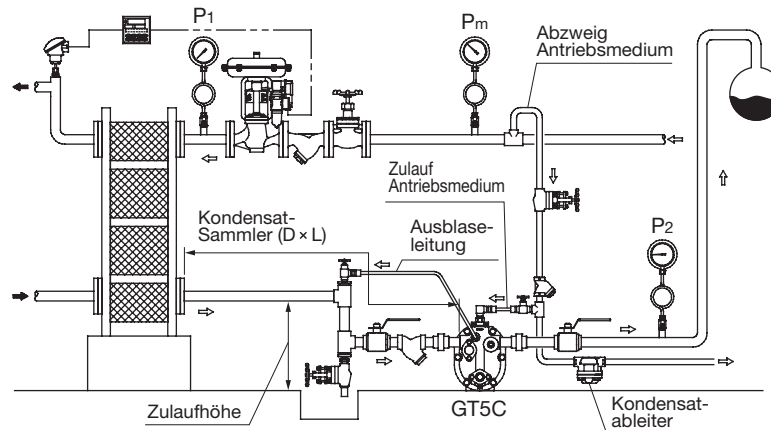 P1
Pm
Abzweig
Antriebsmedium
Zulauf
Antriebsmedium
Kondensat-
Sammler (D × L)
Ausblase-
leitung
P2
Zulaufhöhe
GT5C
Kondensat-
ableiter